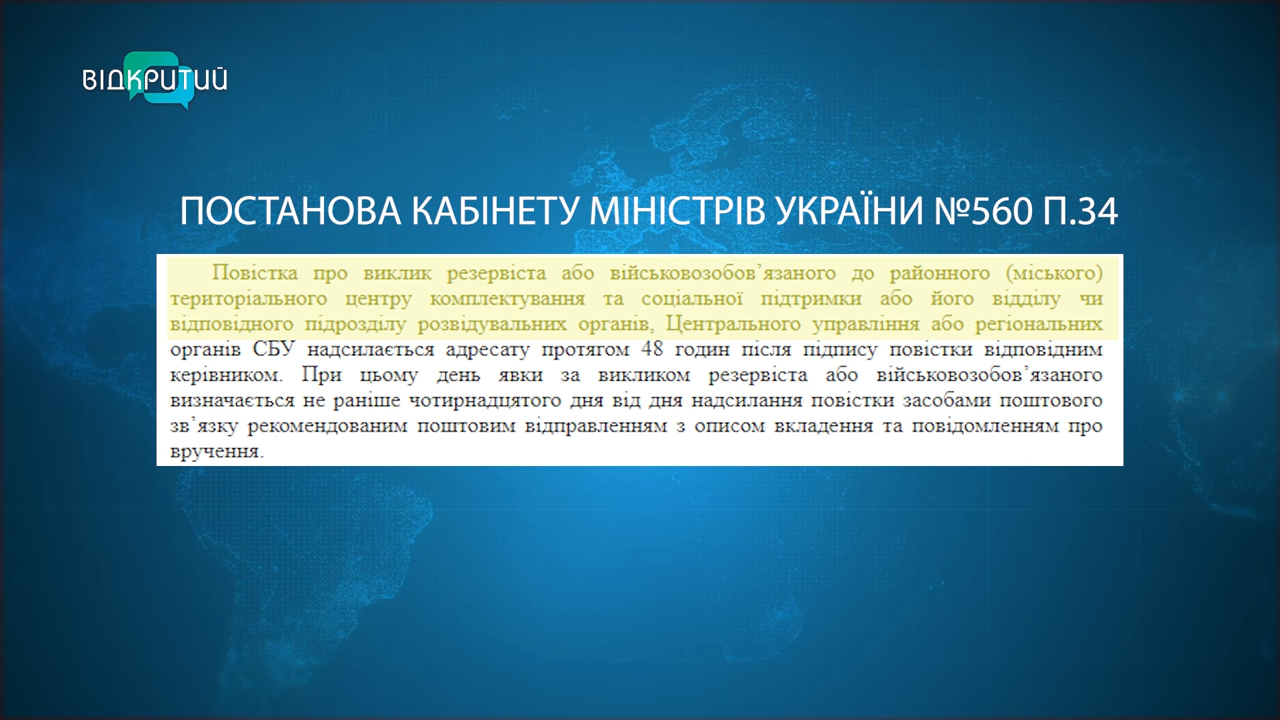 ВІДКРИТИЙ
ПОСТАНОВА КАБІНЕТУ МІНІСТРІВ УКРАЇНИ №560 П.34
Повістка про виклик резервіста або військовозобов’язаного до районного (міського)
територіального центру комплектування та соціальної підтримки або його відділу чи
відповідного підрозділу розвідувальних органів, Центрального управління або регіональних
органів СБУ надсилається адресату протягом 48 годин після підпису повістки відповідним
керівником. При цьому день явки за викликом резервіста або військовозобов’язаного
визначається не раніше чотирнадцятого дня від дня надсилання повістки засобами поштового
зв’язку рекомендованим поштовим відправленням з описом вкладення та повідомленням про
вручення.